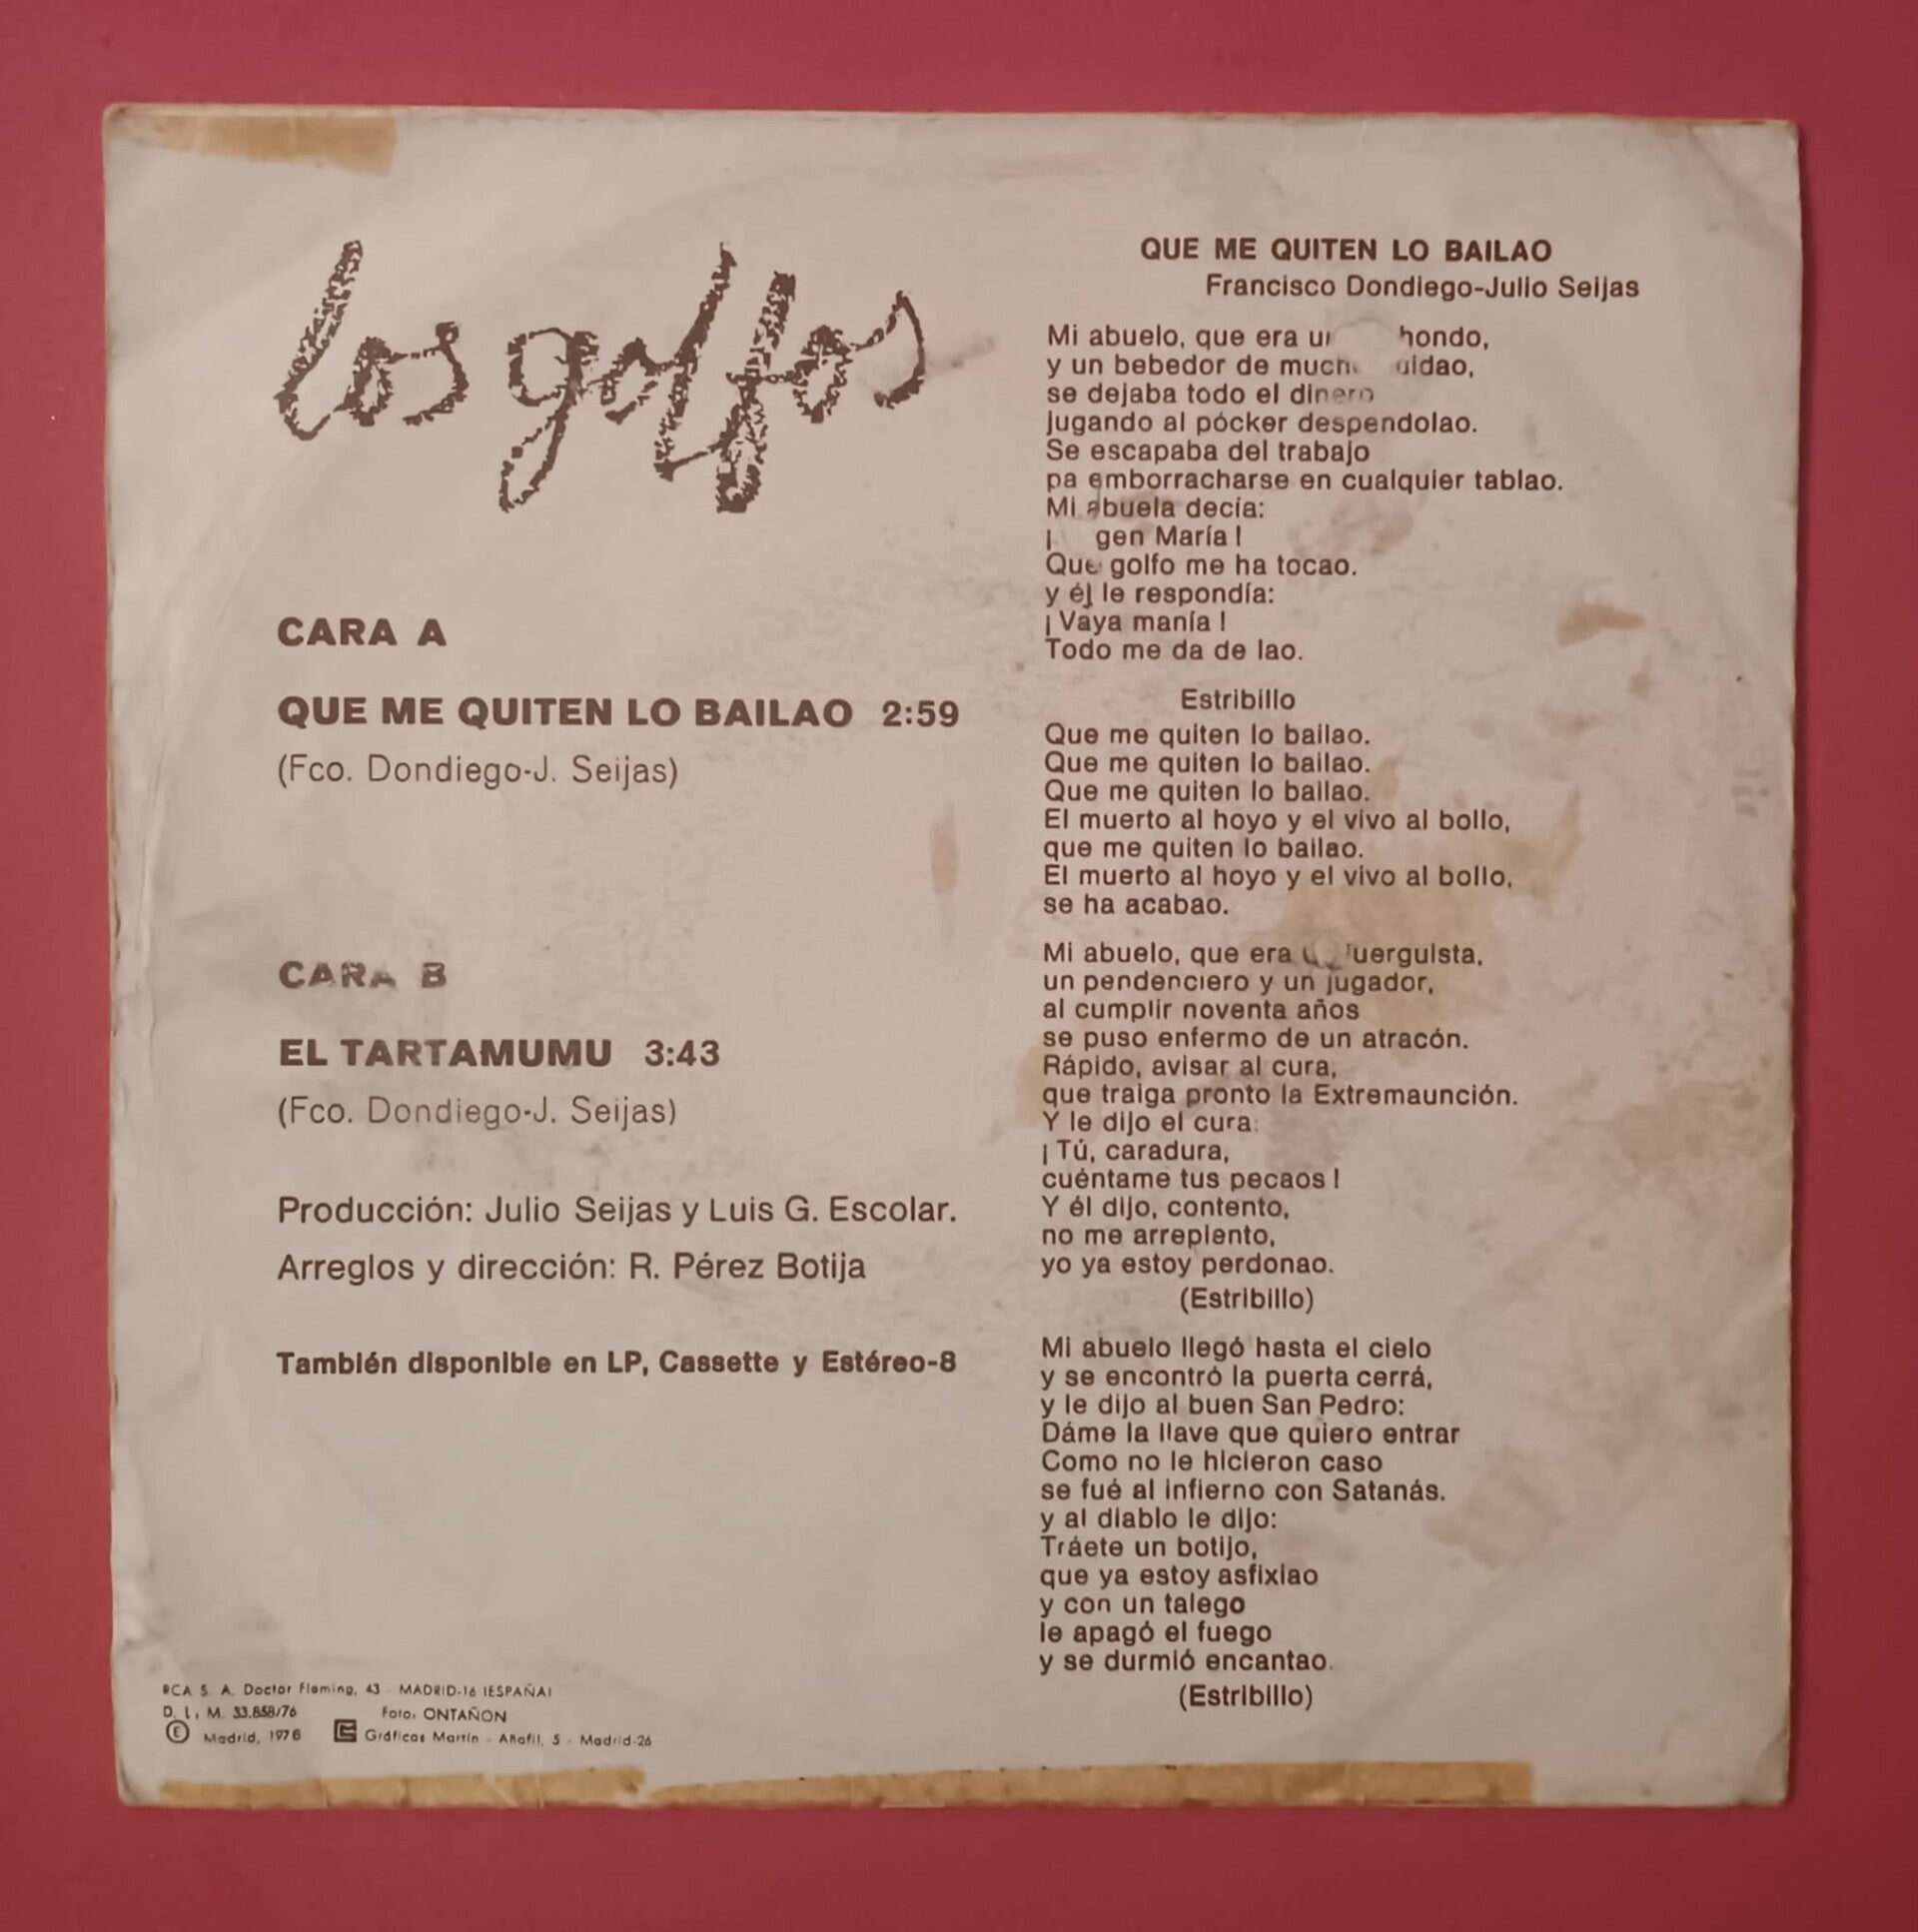 los golfos
CARA A
QUE ME QUITEN LO BAILAO 2:59
(Fco. Dondiego-J. Seijas)
CARA B
EL TARTAMUMU 3:43
(Fco. Dondiego-J. Seijas)
Producción: Julio Seijas y Luis G. Escolar.
Arreglos y dirección: R. Pérez Botija
También disponible en LP, Cassette y Estéreo-8
RCA S. A. Doctor Fleming, 43 - MADRID-16 (ESPAÑA)
D. L. M. 33.858/76 Foto: ONTAÑON
Madrid, 1976 Gráficas Martín - Añafil, 5 - Madrid-26
QUE ME QUITEN LO BAILAO
Francisco Dondiego-Julio Seijas
Mi abuelo, que era
y un bebedor de
se dejaba todo el dinero
jugando al pócker despendolao.
Se escapaba del trabajo
pa emborracharse en cualquier tablao.
Mi abuela decía:
María!
Que golfo me ha tocao.
y él le respondía:
¡Vaya manía!
Todo me da de lao.
Estribillo
Que me quiten lo bailao.
Que me quiten lo bailao.
Que me quiten lo bailao.
El muerto al hoyo y el vivo al bollo,
que me quiten lo bailao.
El muerto al hoyo y el vivo al bollo,
se ha acabao.
Mi abuelo, que era
un pendenciero y un jugador,
al cumplir noventa años
se puso enfermo de un atracón.
Rápido, avisar al cura,
que traiga pronto la Extremaunción.
Y le dijo el cura:
¡Tú, caradura,
cuéntame tus pecaos!
Y él dijo, contento,
no me arrepiento,
yo ya estoy perdonao.
(Estribillo)
Mi abuelo llegó hasta el cielo
y se encontró la puerta cerrá,
y le dijo al buen San Pedro:
Dáme la llave que quiero entrar
Como no le hicieron caso
se fué al infierno con Satanás.
y al diablo le dijo:
Tráete un botijo,
que ya estoy asfixiao
y con un talego
le apagó el fuego
y se durmió encantao.
(Estribillo)